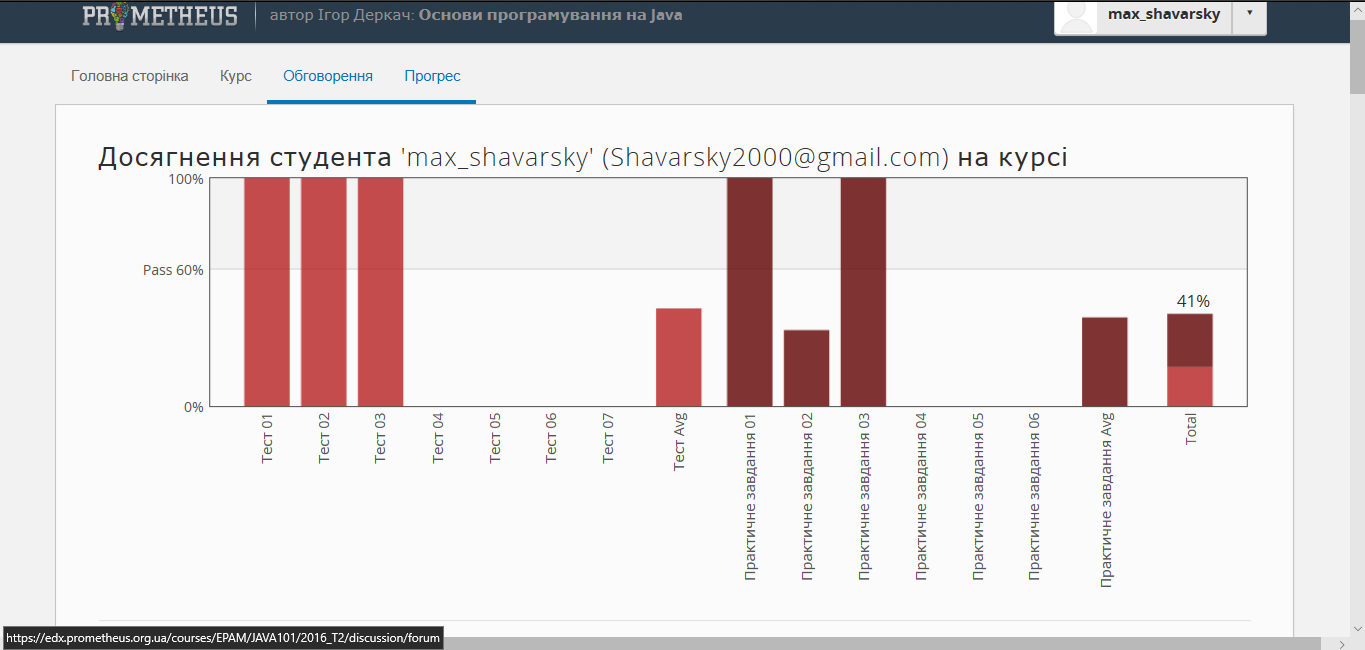 PROMETHEUS автор Ігор Деркач: Основи програмування на Java max_shavarsky
Головна сторінка Курс Обговорення Прогрес
Досягнення студента 'max_shavarsky' (Shavarsky2000@gmail.com) на курсі
100%
Pass 60%
41%
0%
Тест 01
Тест 02
Тест 03
Тест 04
Тест 05
Тест 06
Тест 07
Тест Avg
Практичне завдання 01
Практичне завдання 02
Практичне завдання 03
Практичне завдання 04
Практичне завдання 05
Практичне завдання 06
Практичне завдання Avg
Total
https://edx.prometheus.org.ua/courses/EPAM/JAVA101/2016_T2/discussion/forum